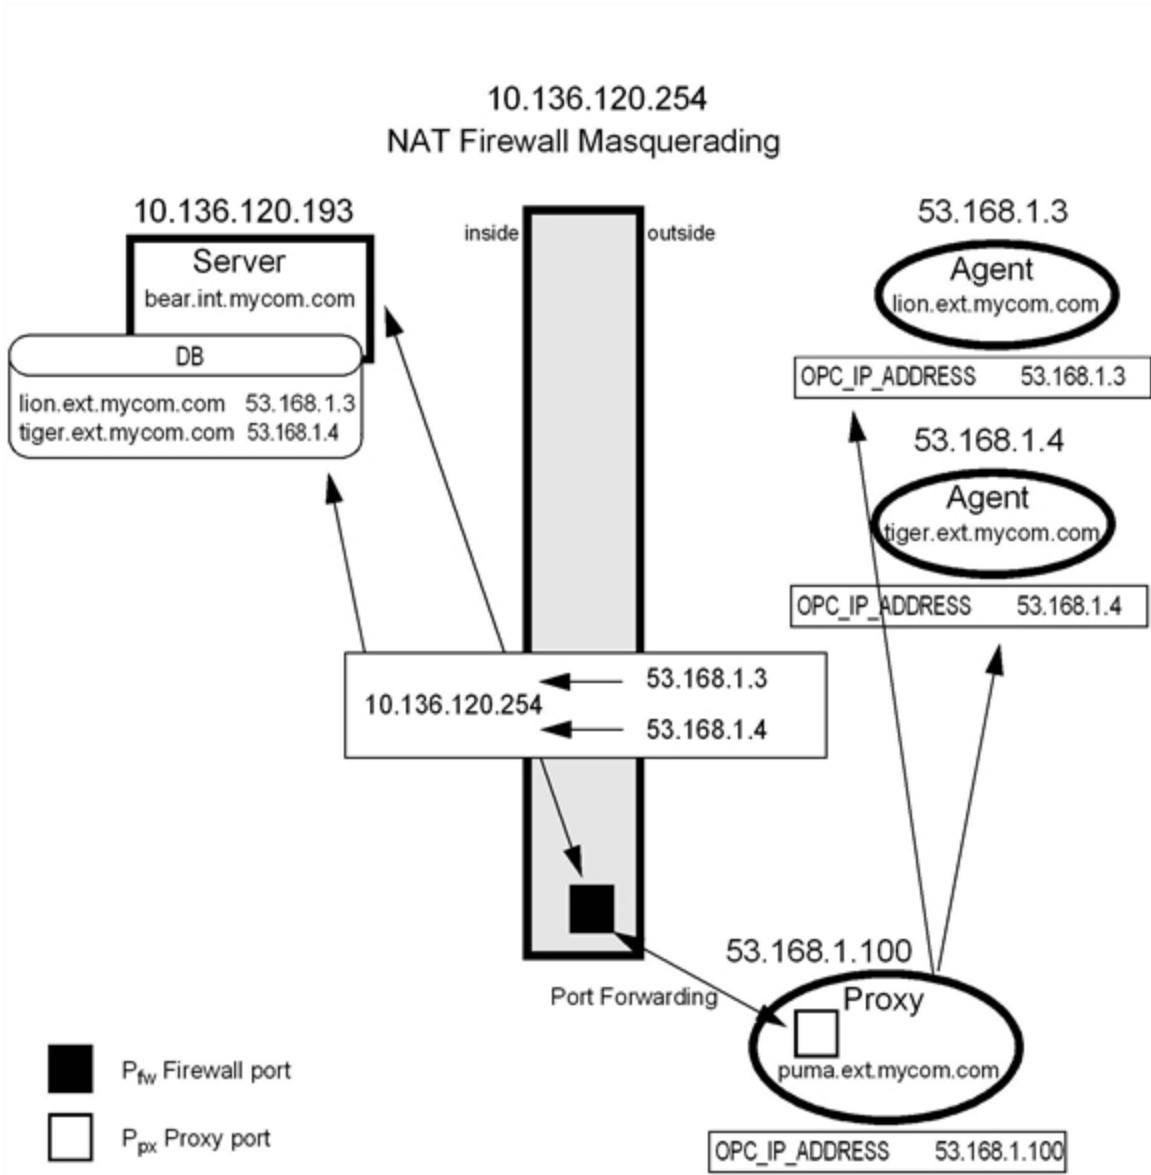 10.136.120.254
NAT Firewall Masquerading
10.136.120.193
Server
bear.int.mycom.com
DB
lion.ext.mycom.com 53.168.1.3
tiger.ext.mycom.com 53.168.1.4
inside
outside
53.168.1.3
Agent
lion.ext.mycom.com
OPC_IP_ADDRESS 53.168.1.3
53.168.1.4
Agent
tiger.ext.mycom.com
OPC_IP_ADDRESS 53.168.1.4
10.136.120.254
53.168.1.3
53.168.1.4
53.168.1.100
Port Forwarding
Proxy
puma.ext.mycom.com
OPC_IP_ADDRESS 53.168.1.100
Pfw Firewall port
Ppx Proxy port